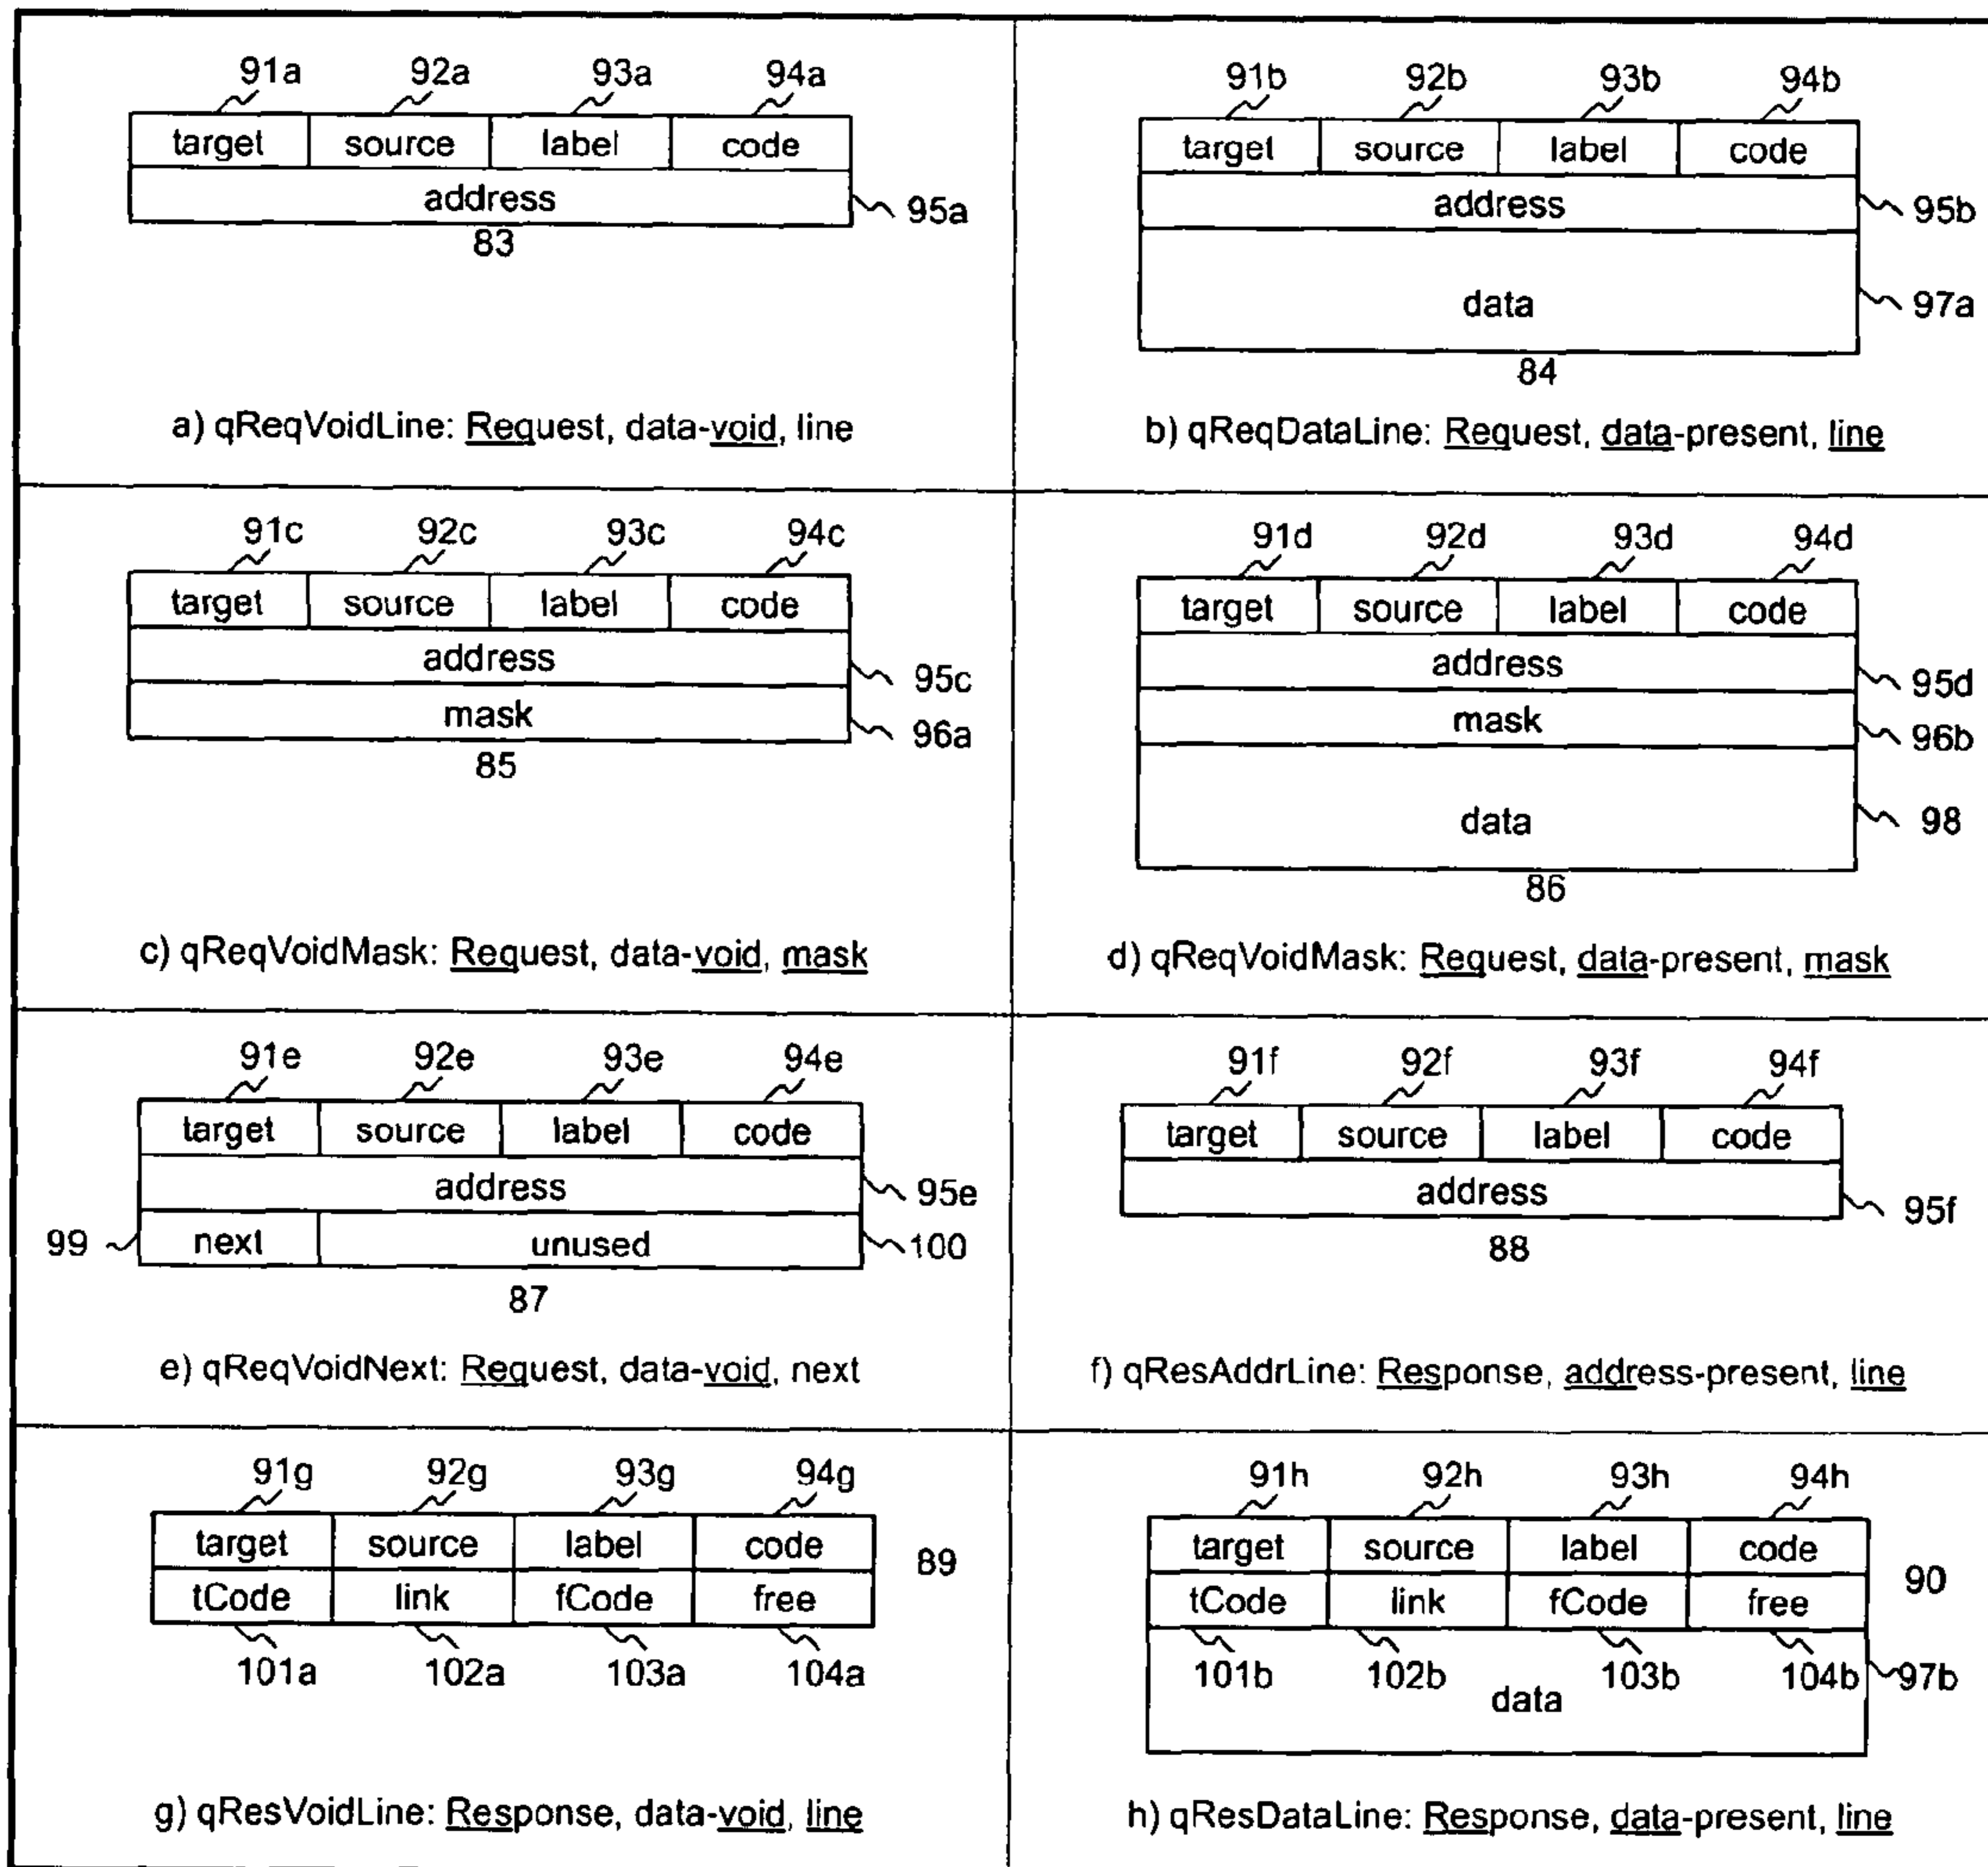 91a 92a 93a 94a
target source label code
address 95a
83
a) qReqVoidLine: Request, data-void, line
91b 92b 93b 94b
target source label code
address 95b
data 97a
84
b) qReqDataLine: Request, data-present, line
91c 92c 93c 94c
target source label code
address 95c
mask 96a
85
c) qReqVoidMask: Request, data-void, mask
91d 92d 93d 94d
target source label code
address 95d
mask 96b
data 98
86
d) qReqVoidMask: Request, data-present, mask
91e 92e 93e 94e
target source label code
address 95e
99 next unused 100
87
e) qReqVoidNext: Request, data-void, next
91f 92f 93f 94f
target source label code
address 95f
88
f) qResAddrLine: Response, address-present, line
91g 92g 93g 94g
target source label code
89
tCode link fCode free
101a 102a 103a 104a
g) qResVoidLine: Response, data-void, line
91h 92h 93h 94h
target source label code
90
tCode link fCode free
101b 102b 103b 104b 97b
data
h) qResDataLine: Response, data-present, line